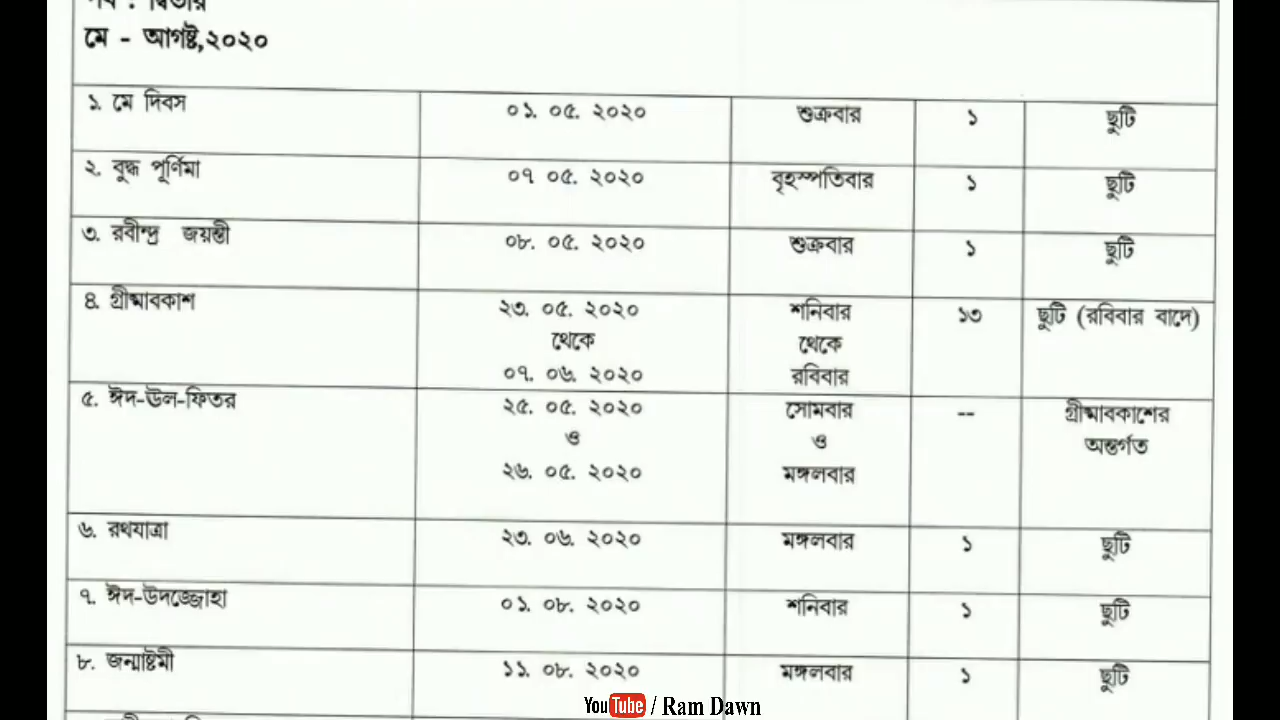 পর্ব : দ্বিতীয়
মে - আগষ্ট,২০২০
১. মে দিবস ০১. ০৫. ২০২০ শুক্রবার ১ ছুটি
২. বুদ্ধ পূর্ণিমা ০৭ ০৫. ২০২০ বৃহস্পতিবার ১ ছুটি
৩. রবীন্দ্র জয়ন্তী ০৮. ০৫. ২০২০ শুক্রবার ১ ছুটি
৪. গ্রীষ্মাবকাশ ২৩. ০৫. ২০২০ শনিবার ১৩ ছুটি (রবিবার বাদে)
থেকে থেকে
০৭. ০৬. ২০২০ রবিবার
৫. ঈদ-ঊল-ফিতর ২৫. ০৫. ২০২০ সোমবার -- গ্রীষ্মাবকাশের
ও ও অন্তর্গত
২৬. ০৫. ২০২০ মঙ্গলবার
৬. রথযাত্রা ২৩. ০৬. ২০২০ মঙ্গলবার ১ ছুটি
৭. ঈদ-উদজ্জোহা ০১. ০৮. ২০২০ শনিবার ১ ছুটি
৮. জন্মাষ্টমী ১১. ০৮. ২০২০ মঙ্গলবার ১ ছুটি
YouTube / Ram Dawn